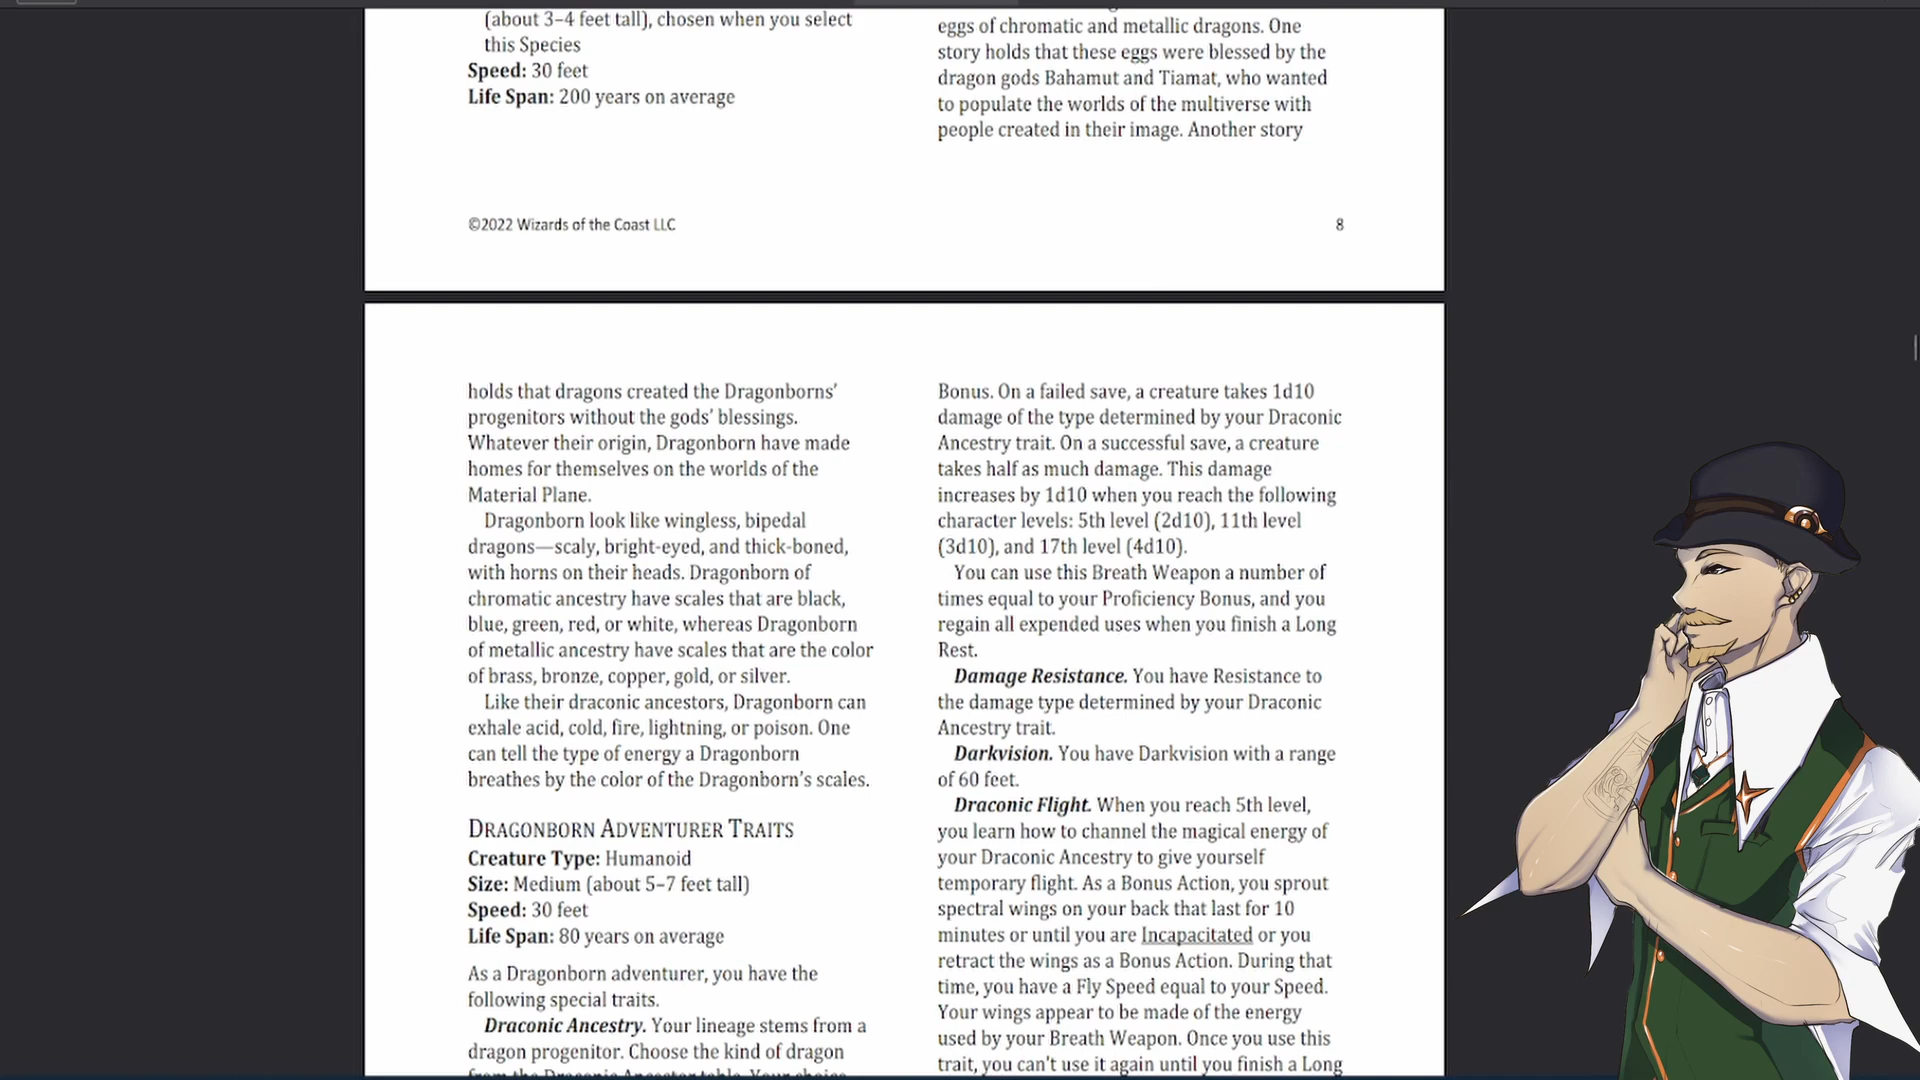 (about 3–4 feet tall), chosen when you select
this Species
Speed: 30 feet
Life Span: 200 years on average
eggs of chromatic and metallic dragons. One
story holds that these eggs were blessed by the
dragon gods Bahamut and Tiamat, who wanted
to populate the worlds of the multiverse with
people created in their image. Another story
©2022 Wizards of the Coast LLC
8
holds that dragons created the Dragonborns’
progenitors without the gods’ blessings.
Whatever their origin, Dragonborn have made
homes for themselves on the worlds of the
Material Plane.
Dragonborn look like wingless, bipedal
dragons—scaly, bright-eyed, and thick-boned,
with horns on their heads. Dragonborn of
chromatic ancestry have scales that are black,
blue, green, red, or white, whereas Dragonborn
of metallic ancestry have scales that are the color
of brass, bronze, copper, gold, or silver.
Like their draconic ancestors, Dragonborn can
exhale acid, cold, fire, lightning, or poison. One
can tell the type of energy a Dragonborn
breathes by the color of the Dragonborn’s scales.
DRAGONBORN ADVENTURER TRAITS
Creature Type: Humanoid
Size: Medium (about 5–7 feet tall)
Speed: 30 feet
Life Span: 80 years on average
As a Dragonborn adventurer, you have the
following special traits.
Draconic Ancestry. Your lineage stems from a
dragon progenitor. Choose the kind of dragon
from the Draconic Ancestor table. Your choice
Bonus. On a failed save, a creature takes 1d10
damage of the type determined by your Draconic
Ancestry trait. On a successful save, a creature
takes half as much damage. This damage
increases by 1d10 when you reach the following
character levels: 5th level (2d10), 11th level
(3d10), and 17th level (4d10).
You can use this Breath Weapon a number of
times equal to your Proficiency Bonus, and you
regain all expended uses when you finish a Long
Rest.
Damage Resistance. You have Resistance to
the damage type determined by your Draconic
Ancestry trait.
Darkvision. You have Darkvision with a range
of 60 feet.
Draconic Flight. When you reach 5th level,
you learn how to channel the magical energy of
your Draconic Ancestry to give yourself
temporary flight. As a Bonus Action, you sprout
spectral wings on your back that last for 10
minutes or until you are Incapacitated or you
retract the wings as a Bonus Action. During that
time, you have a Fly Speed equal to your Speed.
Your wings appear to be made of the energy
used by your Breath Weapon. Once you use this
trait, you can't use it again until you finish a Long